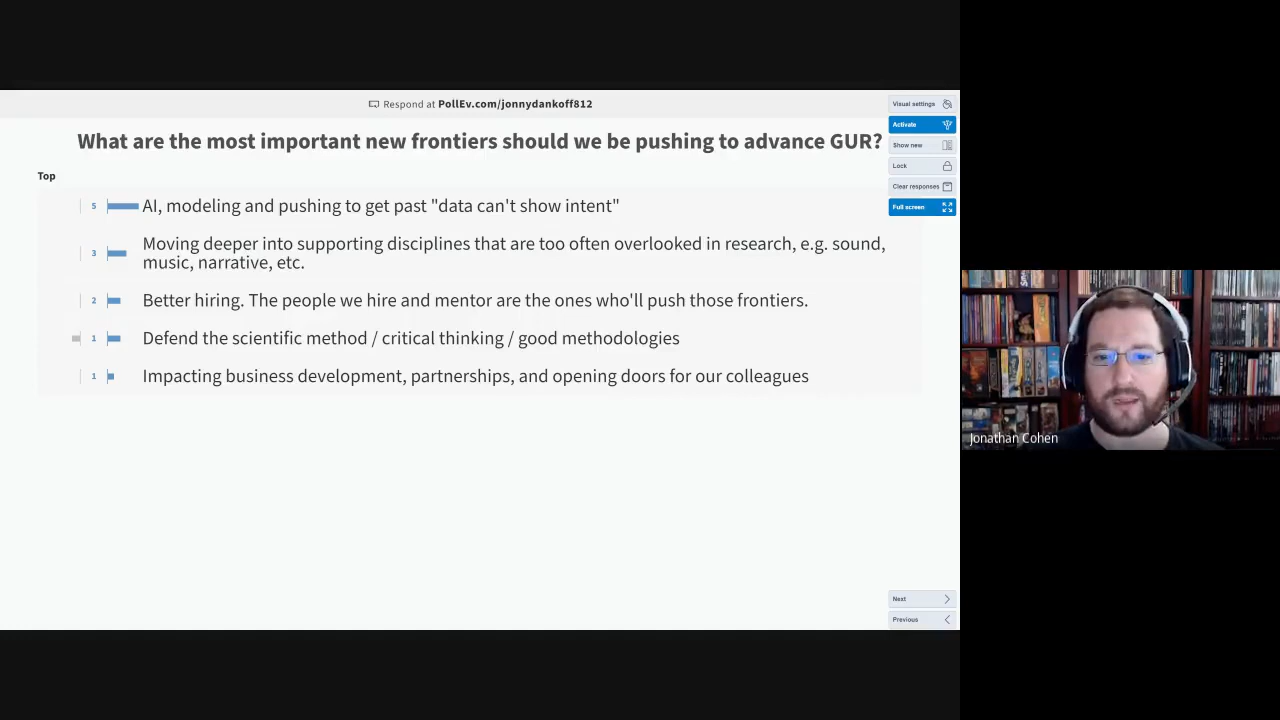 Respond at PollEv.com/jonnydankoff812
What are the most important new frontiers should we be pushing to advance GUR?
Top
5 AI, modeling and pushing to get past "data can't show intent"
3 Moving deeper into supporting disciplines that are too often overlooked in research, e.g. sound,
music, narrative, etc.
2 Better hiring. The people we hire and mentor are the ones who'll push those frontiers.
1 Defend the scientific method / critical thinking / good methodologies
1 Impacting business development, partnerships, and opening doors for our colleagues
Visual settings
Activate
Show new
Lock
Clear responses
Full screen
Next
Previous
Jonathan Cohen